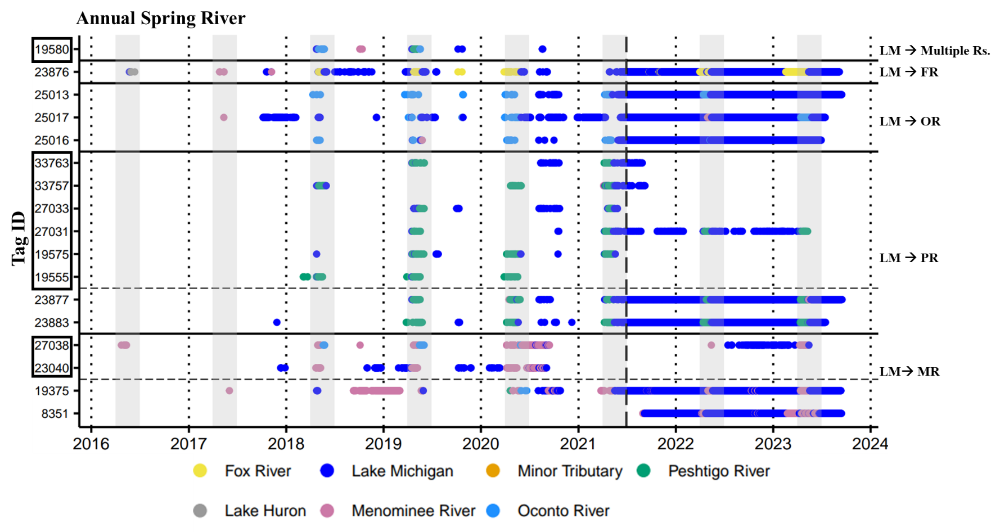 Annual Spring River
Tag ID
19580
LM → Multiple Rs.
23876
LM → FR
25013
25017
LM → OR
25016
33763
33757
27033
27031
19575
LM → PR
19555
23877
23883
27038
23040
LM → MR
19375
8351
2016 2017 2018 2019 2020 2021 2022 2023 2024
Fox River Lake Michigan Minor Tributary Peshtigo River
Lake Huron Menominee River Oconto River